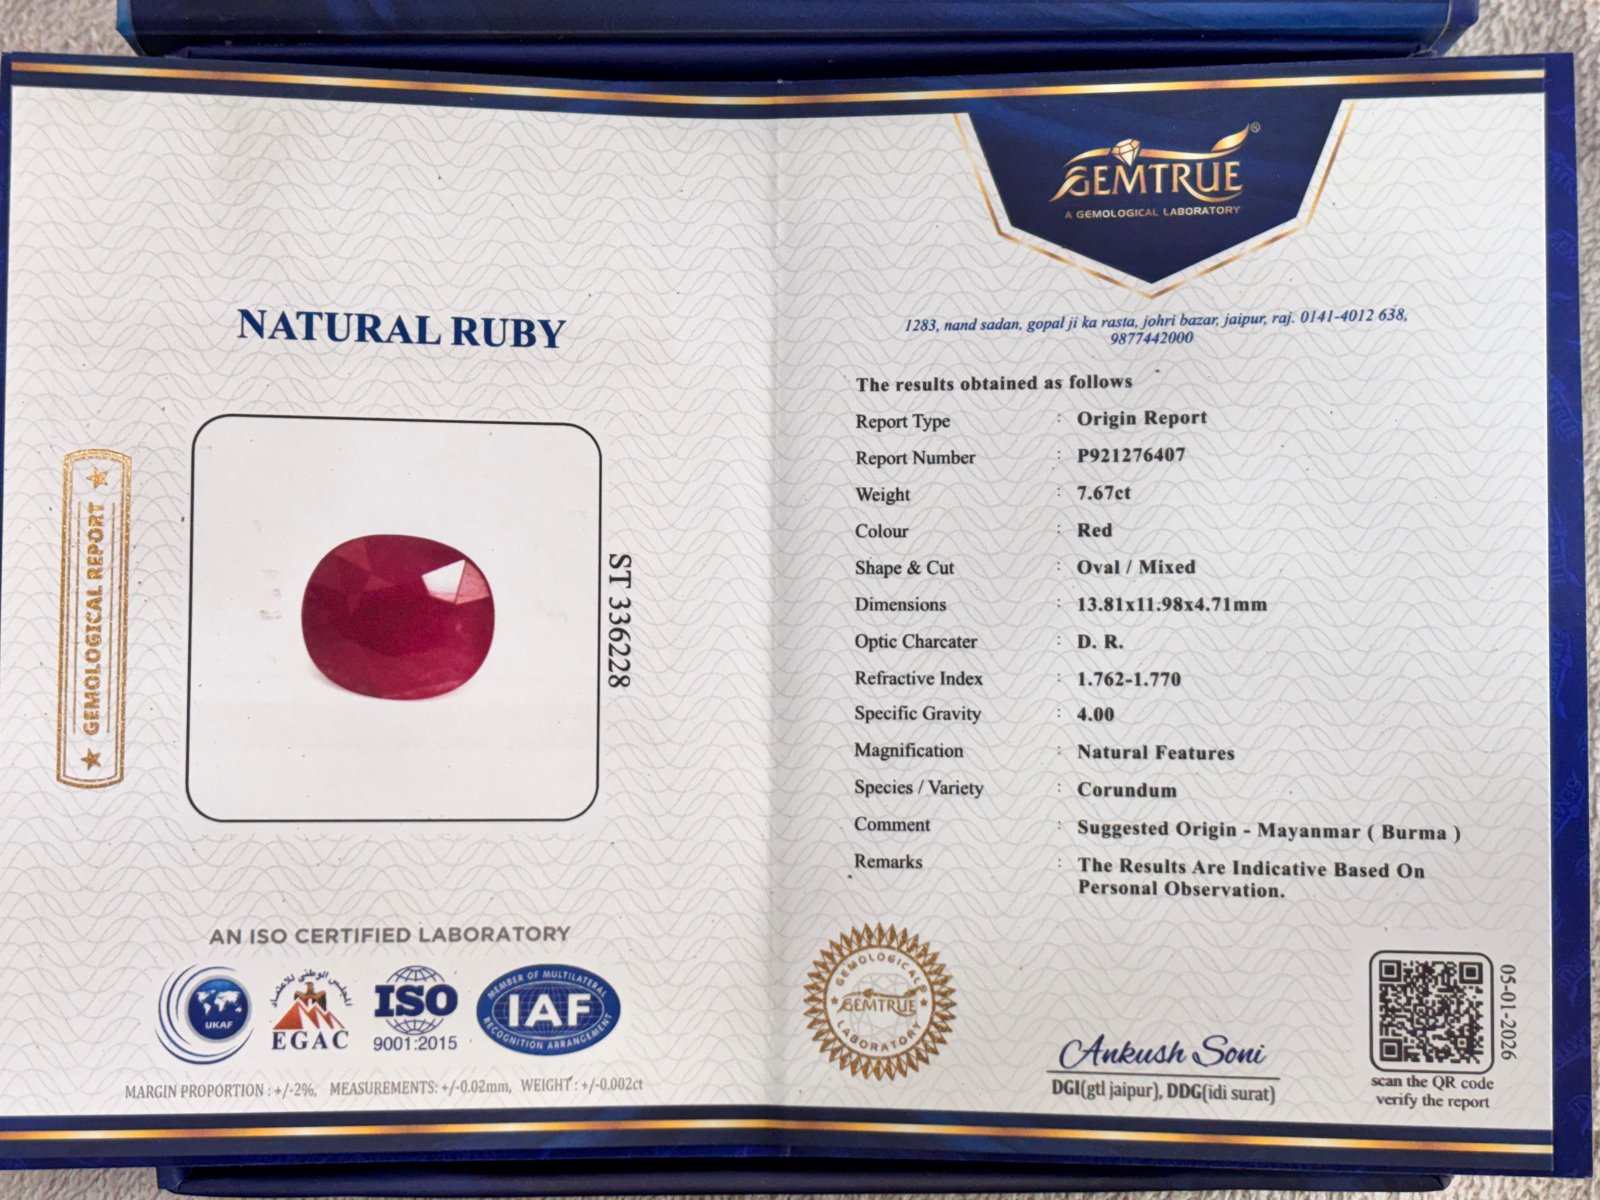 NATURAL RUBY
ST 336228
★ GEMOLOGICAL REPORT ★
AN ISO CERTIFIED LABORATORY
UKAF
المجلس الوطني للاعتماد
EGAC
ISO
9001:2015
MEMBER OF MULTILATERAL
IAF
RECOGNITION ARRANGEMENT
MARGIN PROPORTION : +/-2%, MEASUREMENTS: +/-0.02mm, WEIGHT : +/-0.002ct
GEMTRUE®
A GEMOLOGICAL LABORATORY
1283, nand sadan, gopal ji ka rasta, johri bazar, jaipur, raj. 0141-4012 638,
9877442000
The results obtained as follows
Report Type : Origin Report
Report Number : P921276407
Weight : 7.67ct
Colour : Red
Shape & Cut : Oval / Mixed
Dimensions : 13.81x11.98x4.71mm
Optic Charcater : D. R.
Refractive Index : 1.762-1.770
Specific Gravity : 4.00
Magnification : Natural Features
Species / Variety : Corundum
Comment : Suggested Origin - Mayanmar ( Burma )
Remarks : The Results Are Indicative Based On
Personal Observation.
GEMOLOGICAL
GEMTRUE
LABORATORY
Ankush Soni
DGI(gtl jaipur), DDG(idi surat)
05-01-2026
scan the QR code
verify the report